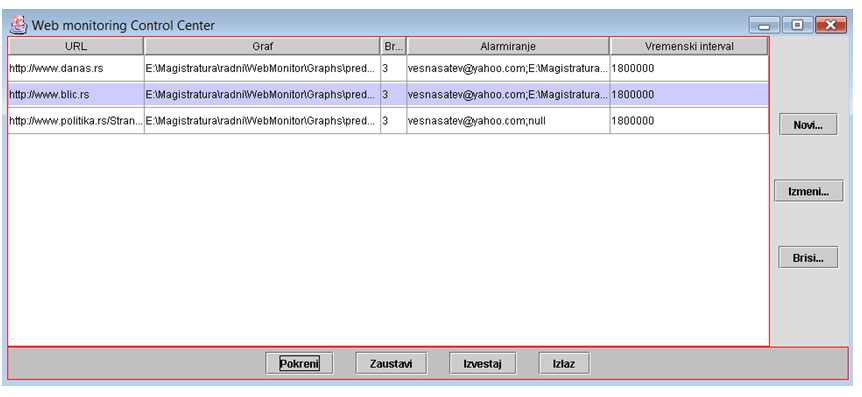 Web monitoring Control Center
URL Graf Br... Alarmiranje Vremenski interval
http://www.danas.rs E:\Magistratura\radni\WebMonitor\Graphs\pred... 3 vesnasatev@yahoo.com;E:\Magistratura... 1800000
http://www.blic.rs E:\Magistratura\radni\WebMonitor\Graphs\pred... 3 vesnasatev@yahoo.com;E:\Magistratura... 1800000
http://www.politika.rs/Stran... E:\Magistratura\radni\WebMonitor\Graphs\pred... 3 vesnasatev@yahoo.com;null 1800000
Novi...
Izmeni...
Brisi...
Pokreni Zaustavi Izvestaj Izlaz